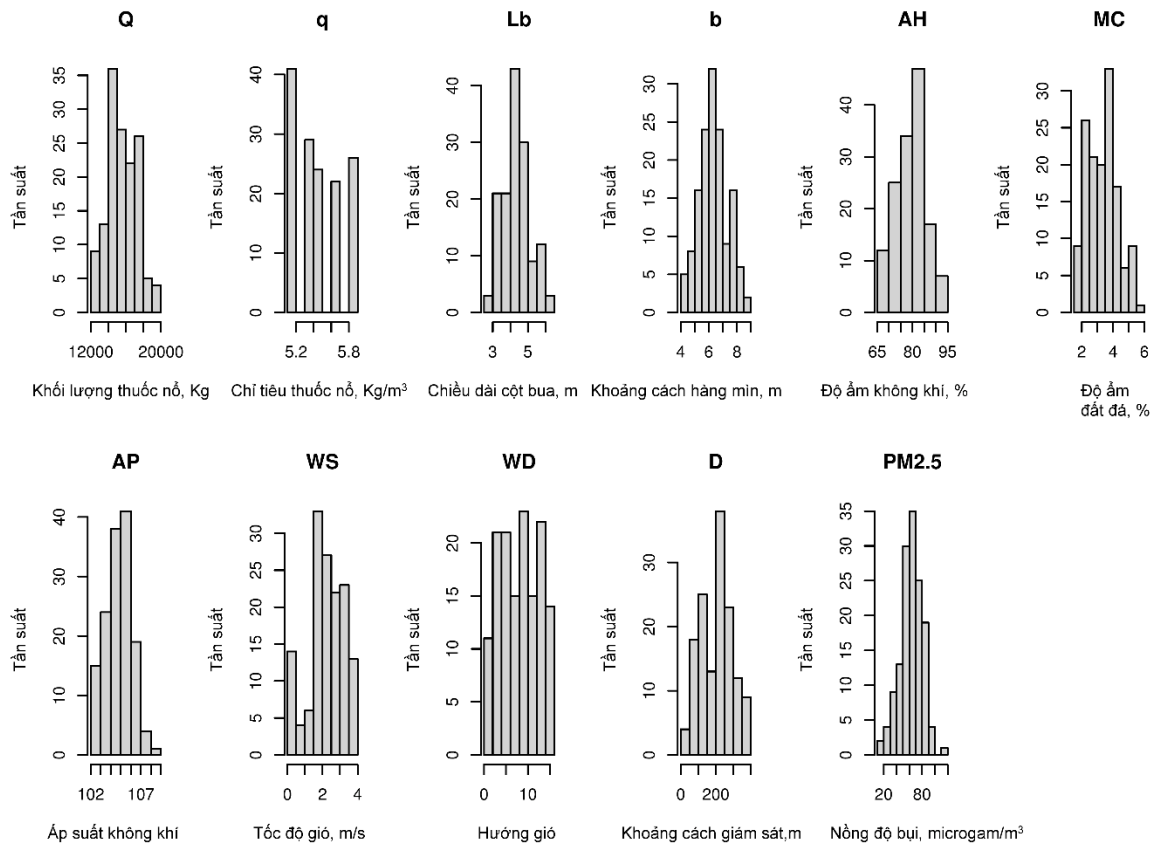 Q
Tần suất
0 5 10 15 20 25 30 35
12000 20000
Khối lượng thuốc nổ, Kg
q
Tần suất
0 10 20 30 40
5.2 5.8
Chỉ tiêu thuốc nổ, Kg/m³
Lb
Tần suất
0 10 20 30 40
3 5
Chiều dài cột bua, m
b
Tần suất
0 5 10 15 20 25 30
4 6 8
Khoảng cách hàng mìn, m
AH
Tần suất
0 10 20 30 40
65 80 95
Độ ẩm không khí, %
MC
Tần suất
0 5 10 15 20 25 30
2 4 6
Độ ẩm
đất đá, %
AP
Tần suất
0 10 20 30 40
102 107
Áp suất không khí
WS
Tần suất
0 5 10 15 20 25 30
0 2 4
Tốc độ gió, m/s
WD
Tần suất
0 5 10 15 20
0 10
Hướng gió
D
Tần suất
0 10 20 30
0 200
Khoảng cách giám sát,m
PM2.5
Tần suất
0 5 10 15 20 25 30 35
20 80
Nồng độ bụi, microgam/m³